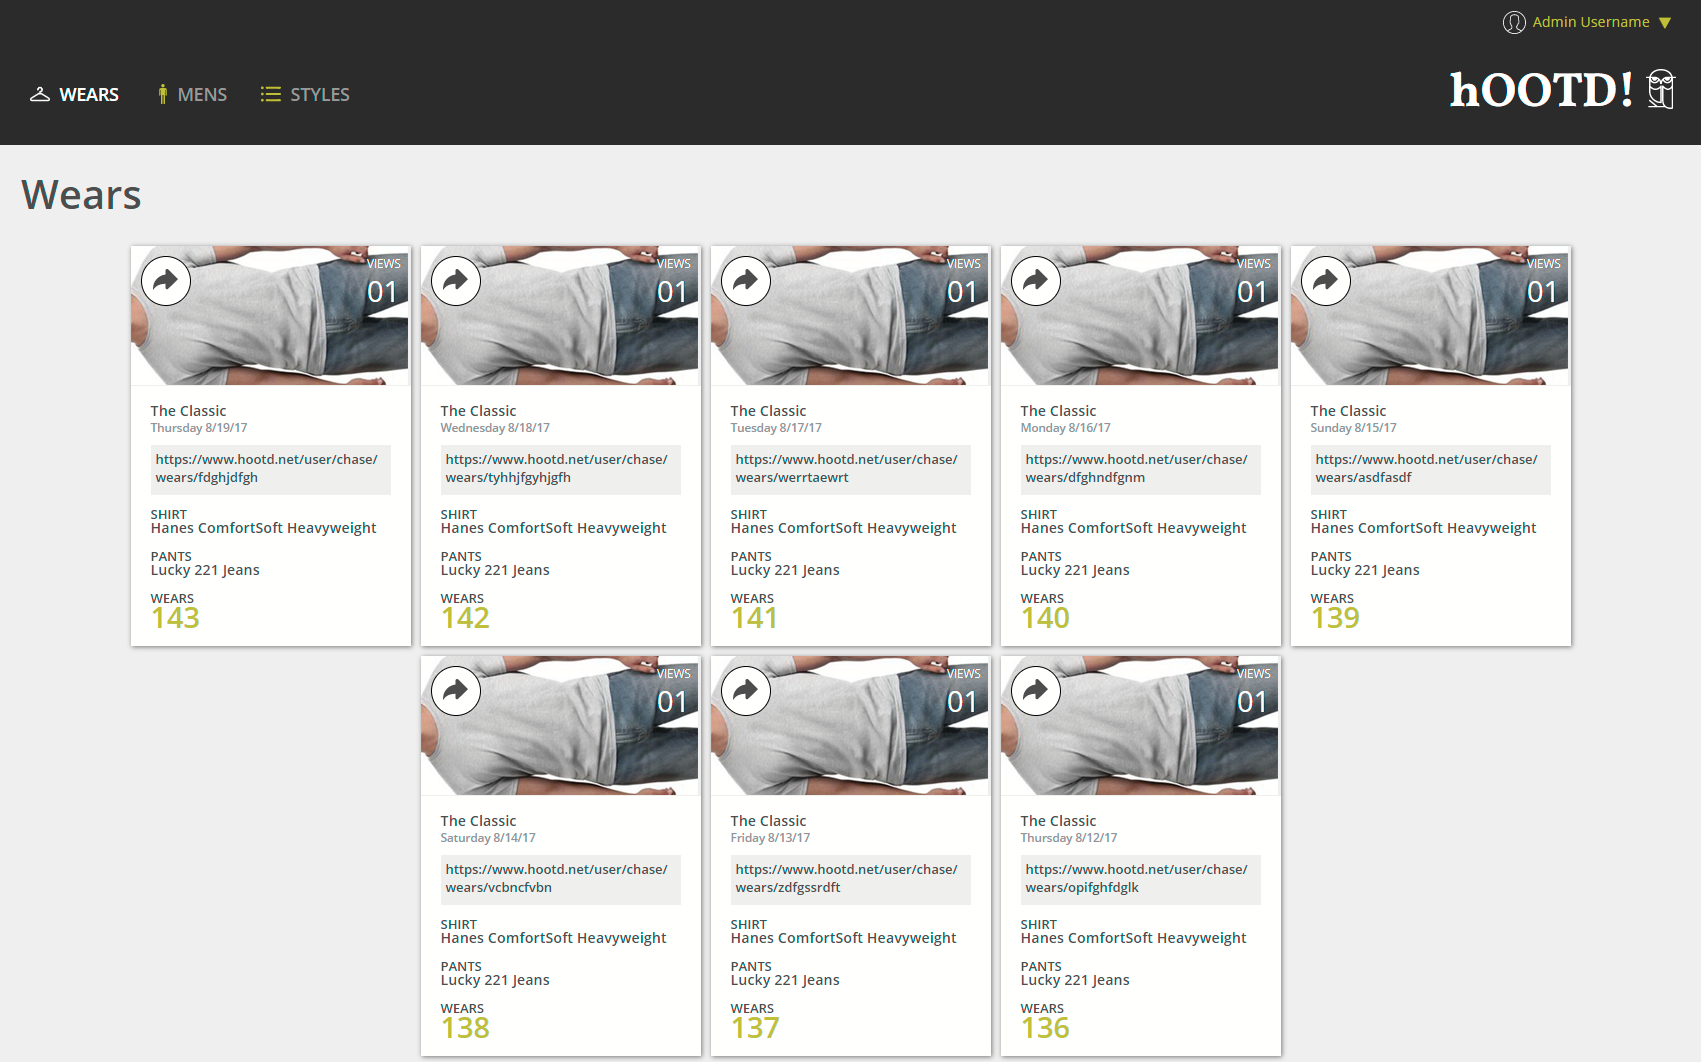 Admin Username
WEARS
MENS
STYLES
hOOTD!
Wears
VIEWS
01
The Classic
Thursday 8/19/17
https://www.hootd.net/user/chase/
wears/fdghjdfgh
SHIRT
Hanes ComfortSoft Heavyweight
PANTS
Lucky 221 Jeans
WEARS
143
VIEWS
01
The Classic
Wednesday 8/18/17
https://www.hootd.net/user/chase/
wears/tyhhjfgyhjgfh
SHIRT
Hanes ComfortSoft Heavyweight
PANTS
Lucky 221 Jeans
WEARS
142
VIEWS
01
The Classic
Tuesday 8/17/17
https://www.hootd.net/user/chase/
wears/werrtaewrt
SHIRT
Hanes ComfortSoft Heavyweight
PANTS
Lucky 221 Jeans
WEARS
141
VIEWS
01
The Classic
Monday 8/16/17
https://www.hootd.net/user/chase/
wears/dfghndfgnm
SHIRT
Hanes ComfortSoft Heavyweight
PANTS
Lucky 221 Jeans
WEARS
140
VIEWS
01
The Classic
Sunday 8/15/17
https://www.hootd.net/user/chase/
wears/asdfasdf
SHIRT
Hanes ComfortSoft Heavyweight
PANTS
Lucky 221 Jeans
WEARS
139
VIEWS
01
The Classic
Saturday 8/14/17
https://www.hootd.net/user/chase/
wears/vcbncfvbn
SHIRT
Hanes ComfortSoft Heavyweight
PANTS
Lucky 221 Jeans
WEARS
138
VIEWS
01
The Classic
Friday 8/13/17
https://www.hootd.net/user/chase/
wears/zdfgssrdft
SHIRT
Hanes ComfortSoft Heavyweight
PANTS
Lucky 221 Jeans
WEARS
137
VIEWS
01
The Classic
Thursday 8/12/17
https://www.hootd.net/user/chase/
wears/opifghfdglk
SHIRT
Hanes ComfortSoft Heavyweight
PANTS
Lucky 221 Jeans
WEARS
136